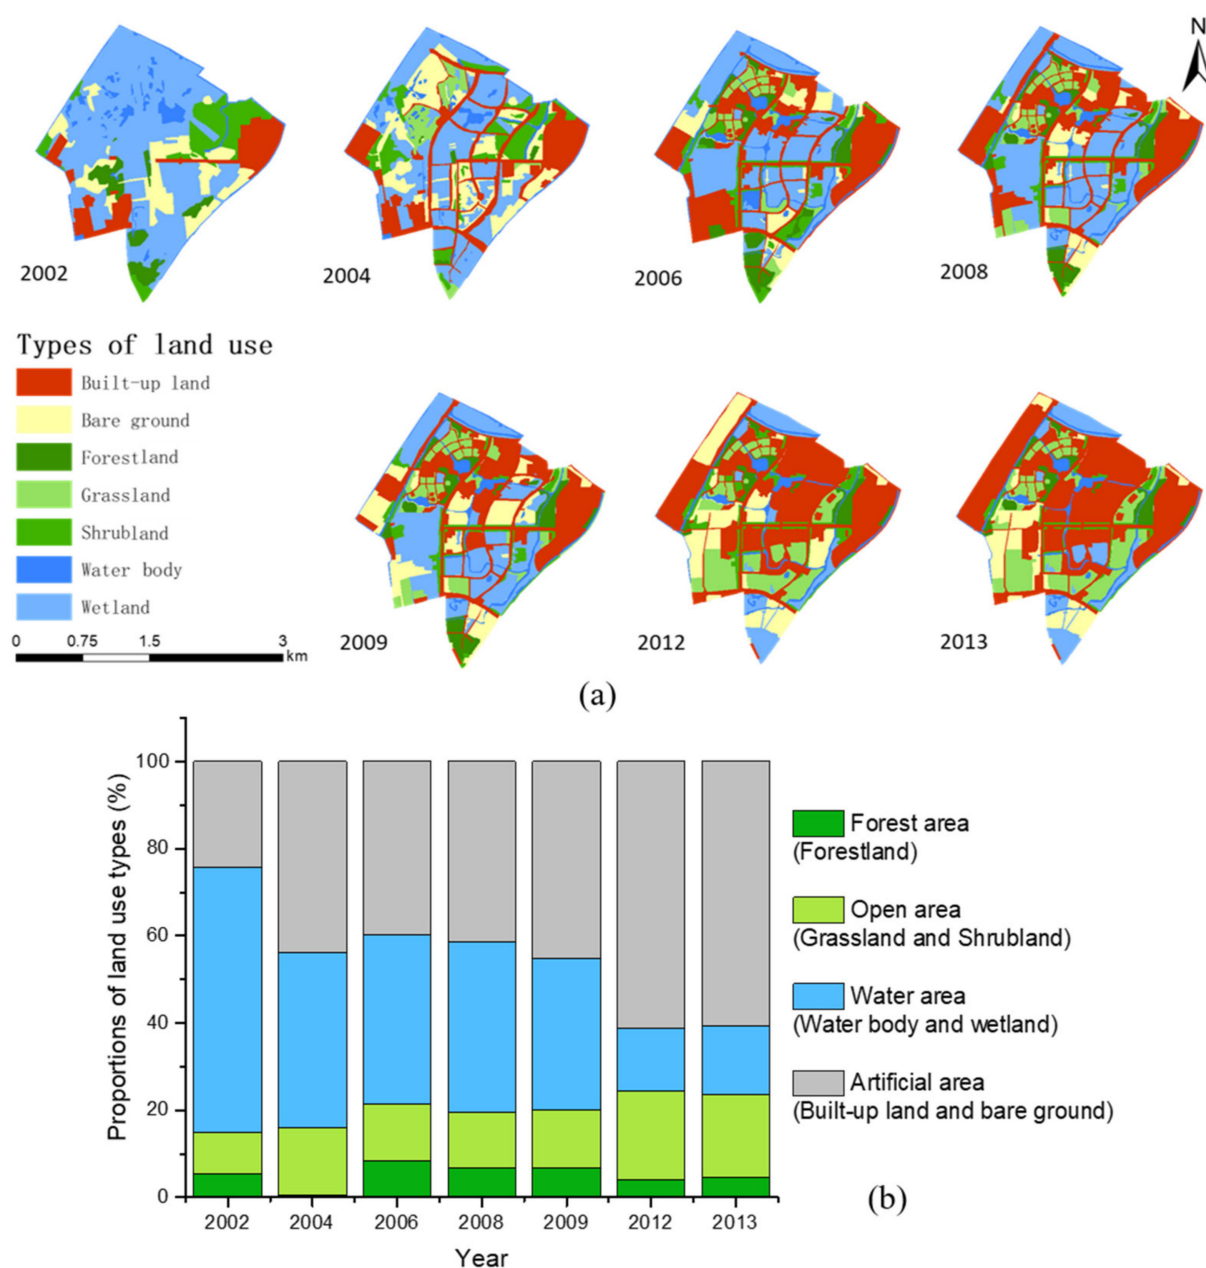 N
2002
2004
2006
2008
Types of land use
Built-up land
Bare ground
Forestland
Grassland
Shrubland
Water body
Wetland
0 0.75 1.5 3
km
2009
2012
2013
(a)
Proportions of land use types (%)
100
80
60
40
20
0
2002 2004 2006 2008 2009 2012 2013
Year
Forest area
(Forestland)
Open area
(Grassland and Shrubland)
Water area
(Water body and wetland)
Artificial area
(Built-up land and bare ground)
(b)